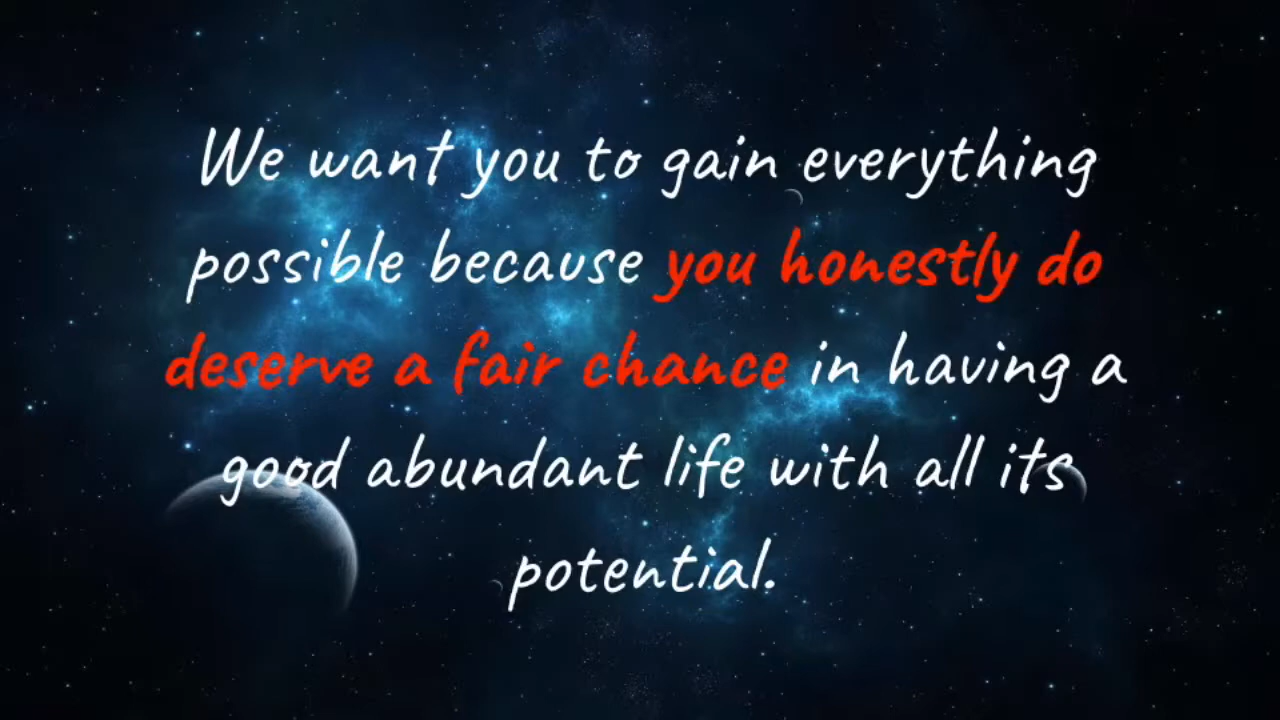 We want you to gain everything
possible because you honestly do
deserve a fair chance in having a
good abundant life with all its
potential.